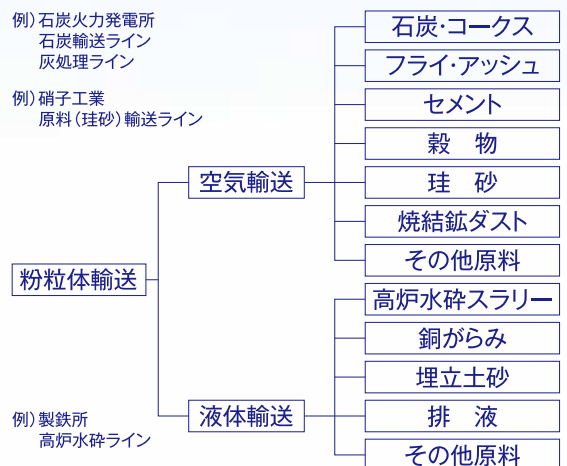 例）石炭火力発電所
石炭輸送ライン
灰処理ライン
例）硝子工業
原料（珪砂）輸送ライン
粉粒体輸送
空気輸送
石炭・コークス
フライ・アッシュ
セメント
穀　物
珪　砂
焼結鉱ダスト
その他原料
液体輸送
高炉水砕スラリー
銅がらみ
埋立土砂
排　液
その他原料
例）製鉄所
高炉水砕ライン